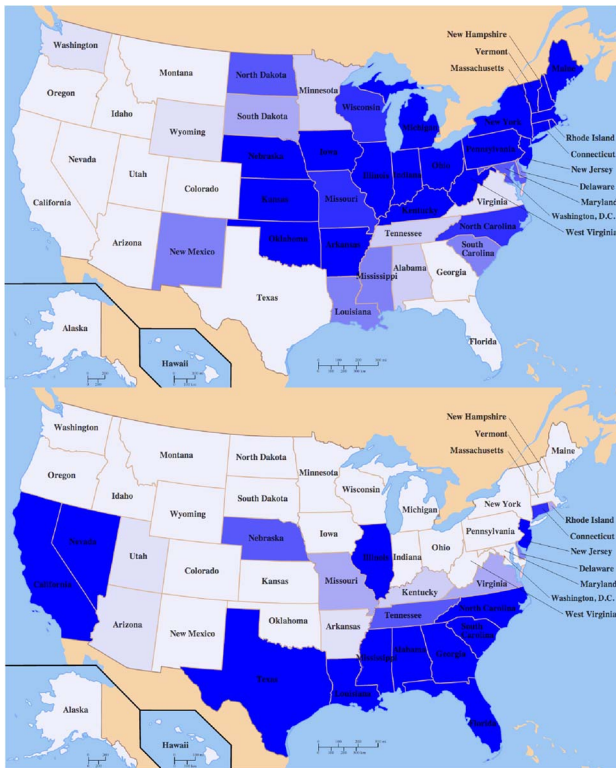 New Hampshire
Washington
Vermont
Massachusetts
Montana
North Dakota
Minnesota
Maine
Oregon
Idaho
South Dakota
Wisconsin
Michigan
New York
Wyoming
Rhode Island
Connecticut
Nebraska
Iowa
Pennsylvania
Nevada
Illinois
Indiana
Ohio
New Jersey
Utah
Delaware
Colorado
Kansas
Missouri
Maryland
California
Kentucky
Virginia
Washington, D.C.
West Virginia
Arizona
New Mexico
Oklahoma
Arkansas
Tennessee
North Carolina
South
Carolina
Mississippi
Alabama
Georgia
Texas
Louisiana
Alaska
Hawaii
Florida
New Hampshire
Washington
Vermont
Massachusetts
Maine
Montana
North Dakota
Minnesota
Oregon
Idaho
South Dakota
Wisconsin
Michigan
New York
Wyoming
Rhode Island
Connecticut
Nebraska
Iowa
Pennsylvania
Nevada
Illinois
Indiana
Ohio
New Jersey
Utah
Delaware
Colorado
Kansas
Missouri
Maryland
California
Kentucky
Virginia
Washington, D.C.
West Virginia
Arizona
New Mexico
Oklahoma
Arkansas
Tennessee
North Carolina
South
Carolina
Mississippi
Alabama
Georgia
Texas
Louisiana
Alaska
Hawaii
Florida